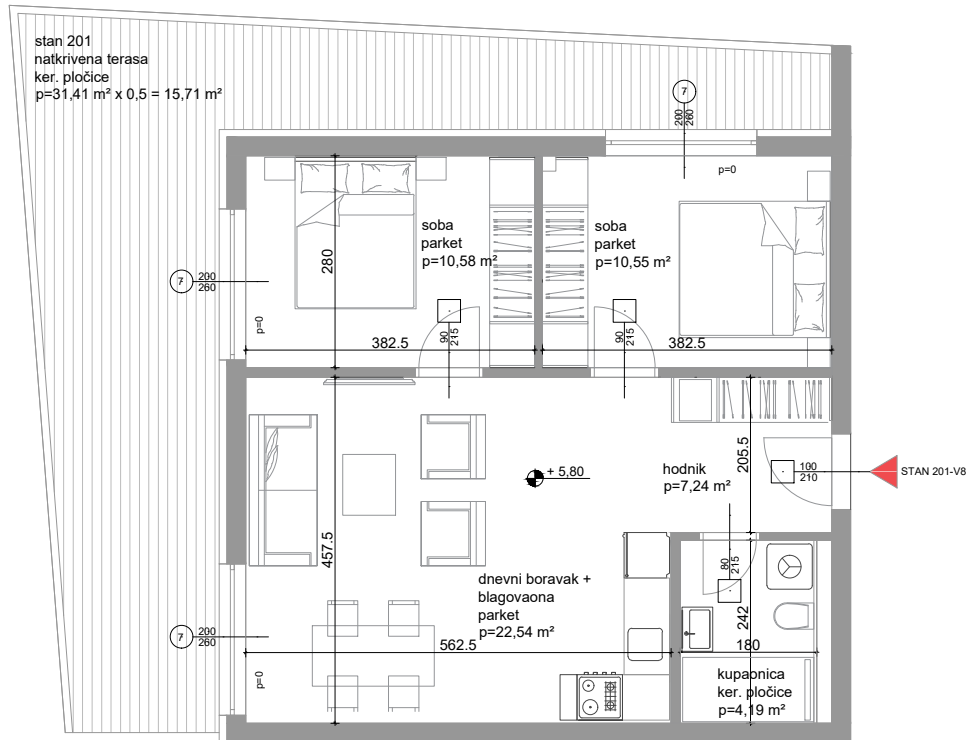 stan 201
natkrivena terasa
ker. pločice
p=31,41 m² x 0,5 = 15,71 m²
7
200
260
p=0
soba
parket
p=10,58 m²
soba
parket
p=10,55 m²
280
7
200
260
p=0
90
215
90
215
382.5
382.5
205.5
100
210
STAN 201-V8
+ 5,80
hodnik
p=7,24 m²
457.5
80
215
dnevni boravak +
blagovaona
parket
p=22,54 m²
242
7
200
260
562.5
180
p=0
kupaonica
ker. pločice
p=4,19 m²